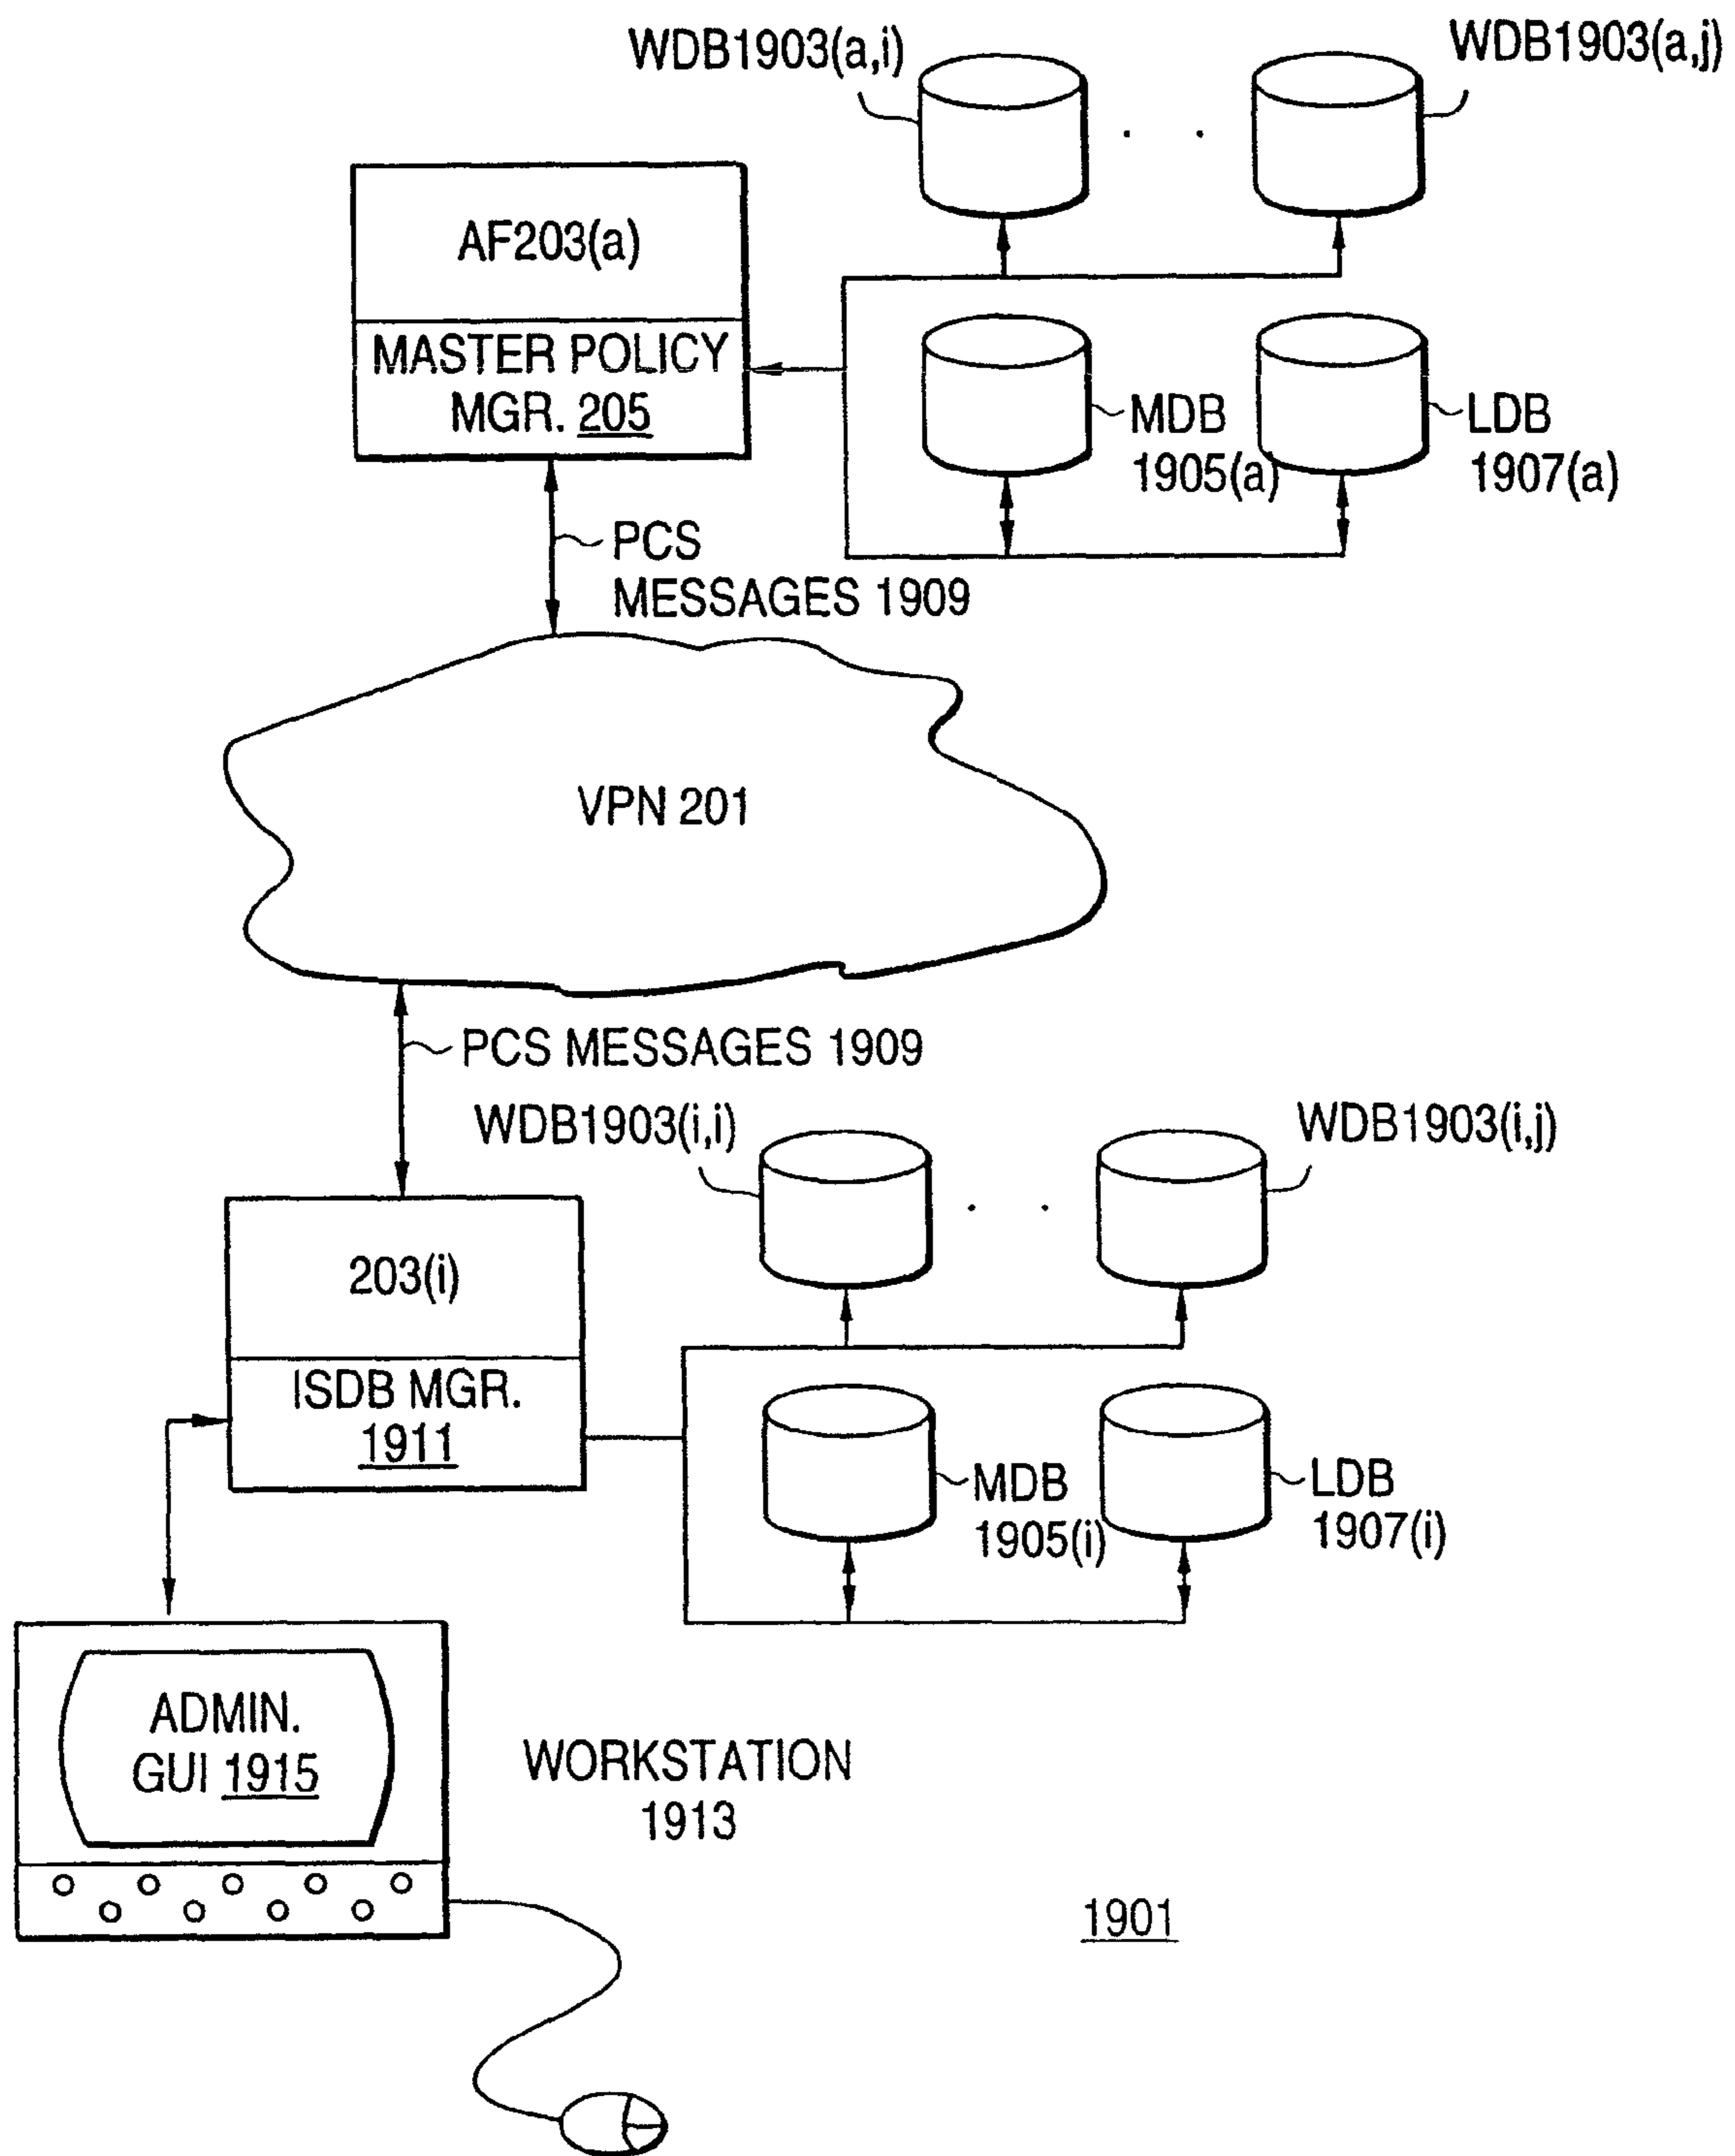 WDB1903(a,i)
WDB1903(a,j)
AF203(a)
MASTER POLICY
MGR. 205
MDB
1905(a)
LDB
1907(a)
PCS
MESSAGES 1909
VPN 201
PCS MESSAGES 1909
WDB1903(i,i)
WDB1903(i,j)
203(i)
ISDB MGR.
1911
MDB
1905(i)
LDB
1907(i)
ADMIN.
GUI 1915
WORKSTATION
1913
1901